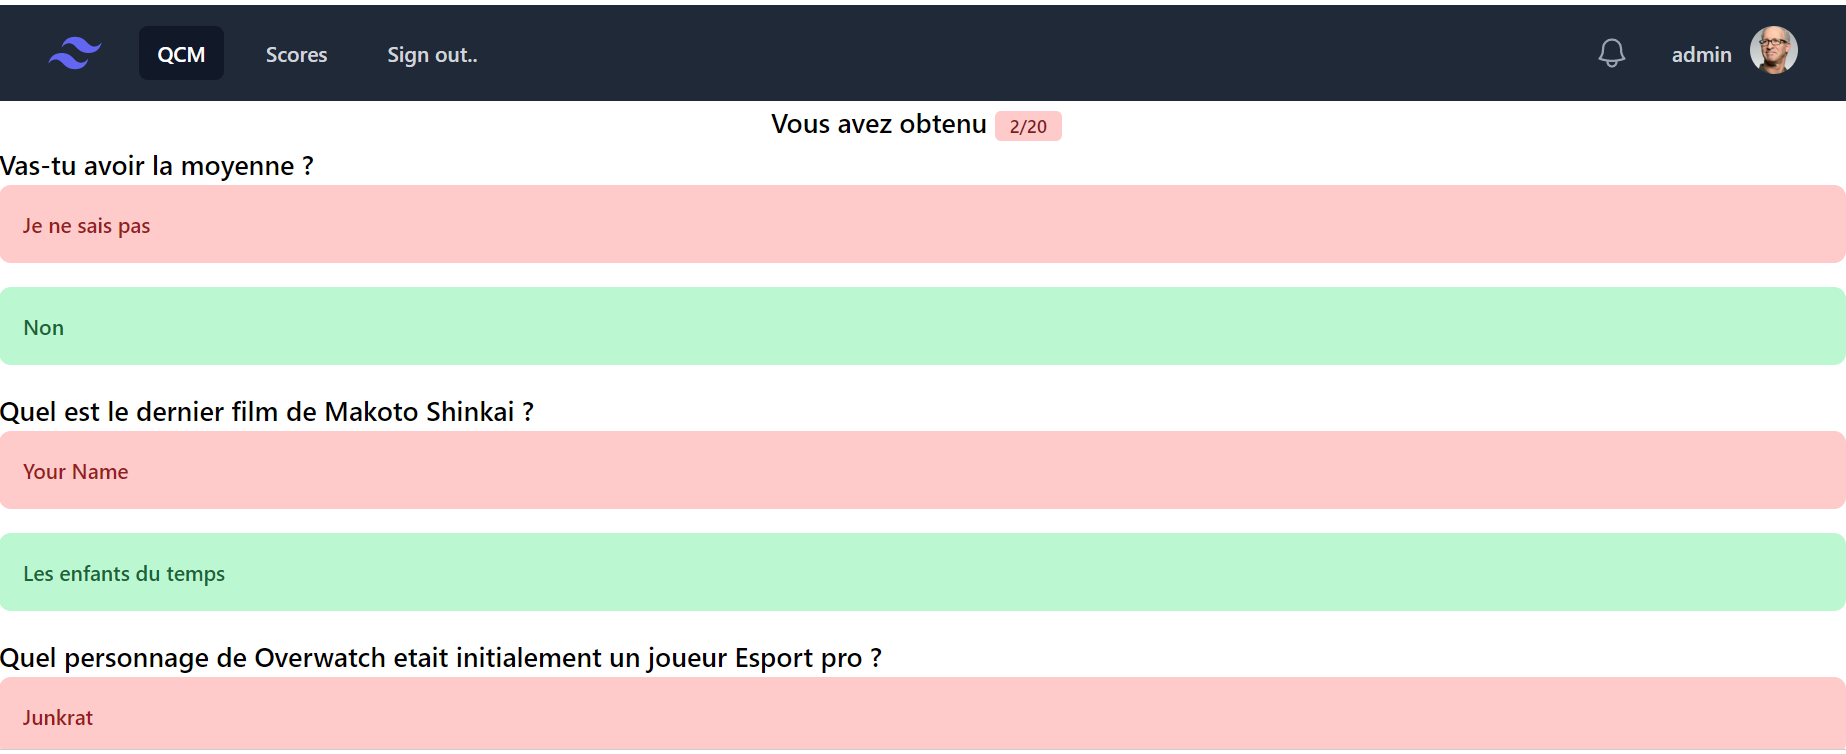 QCM Scores Sign out.. admin
Vous avez obtenu 2/20
Vas-tu avoir la moyenne ?
Je ne sais pas
Non
Quel est le dernier film de Makoto Shinkai ?
Your Name
Les enfants du temps
Quel personnage de Overwatch etait initialement un joueur Esport pro ?
Junkrat